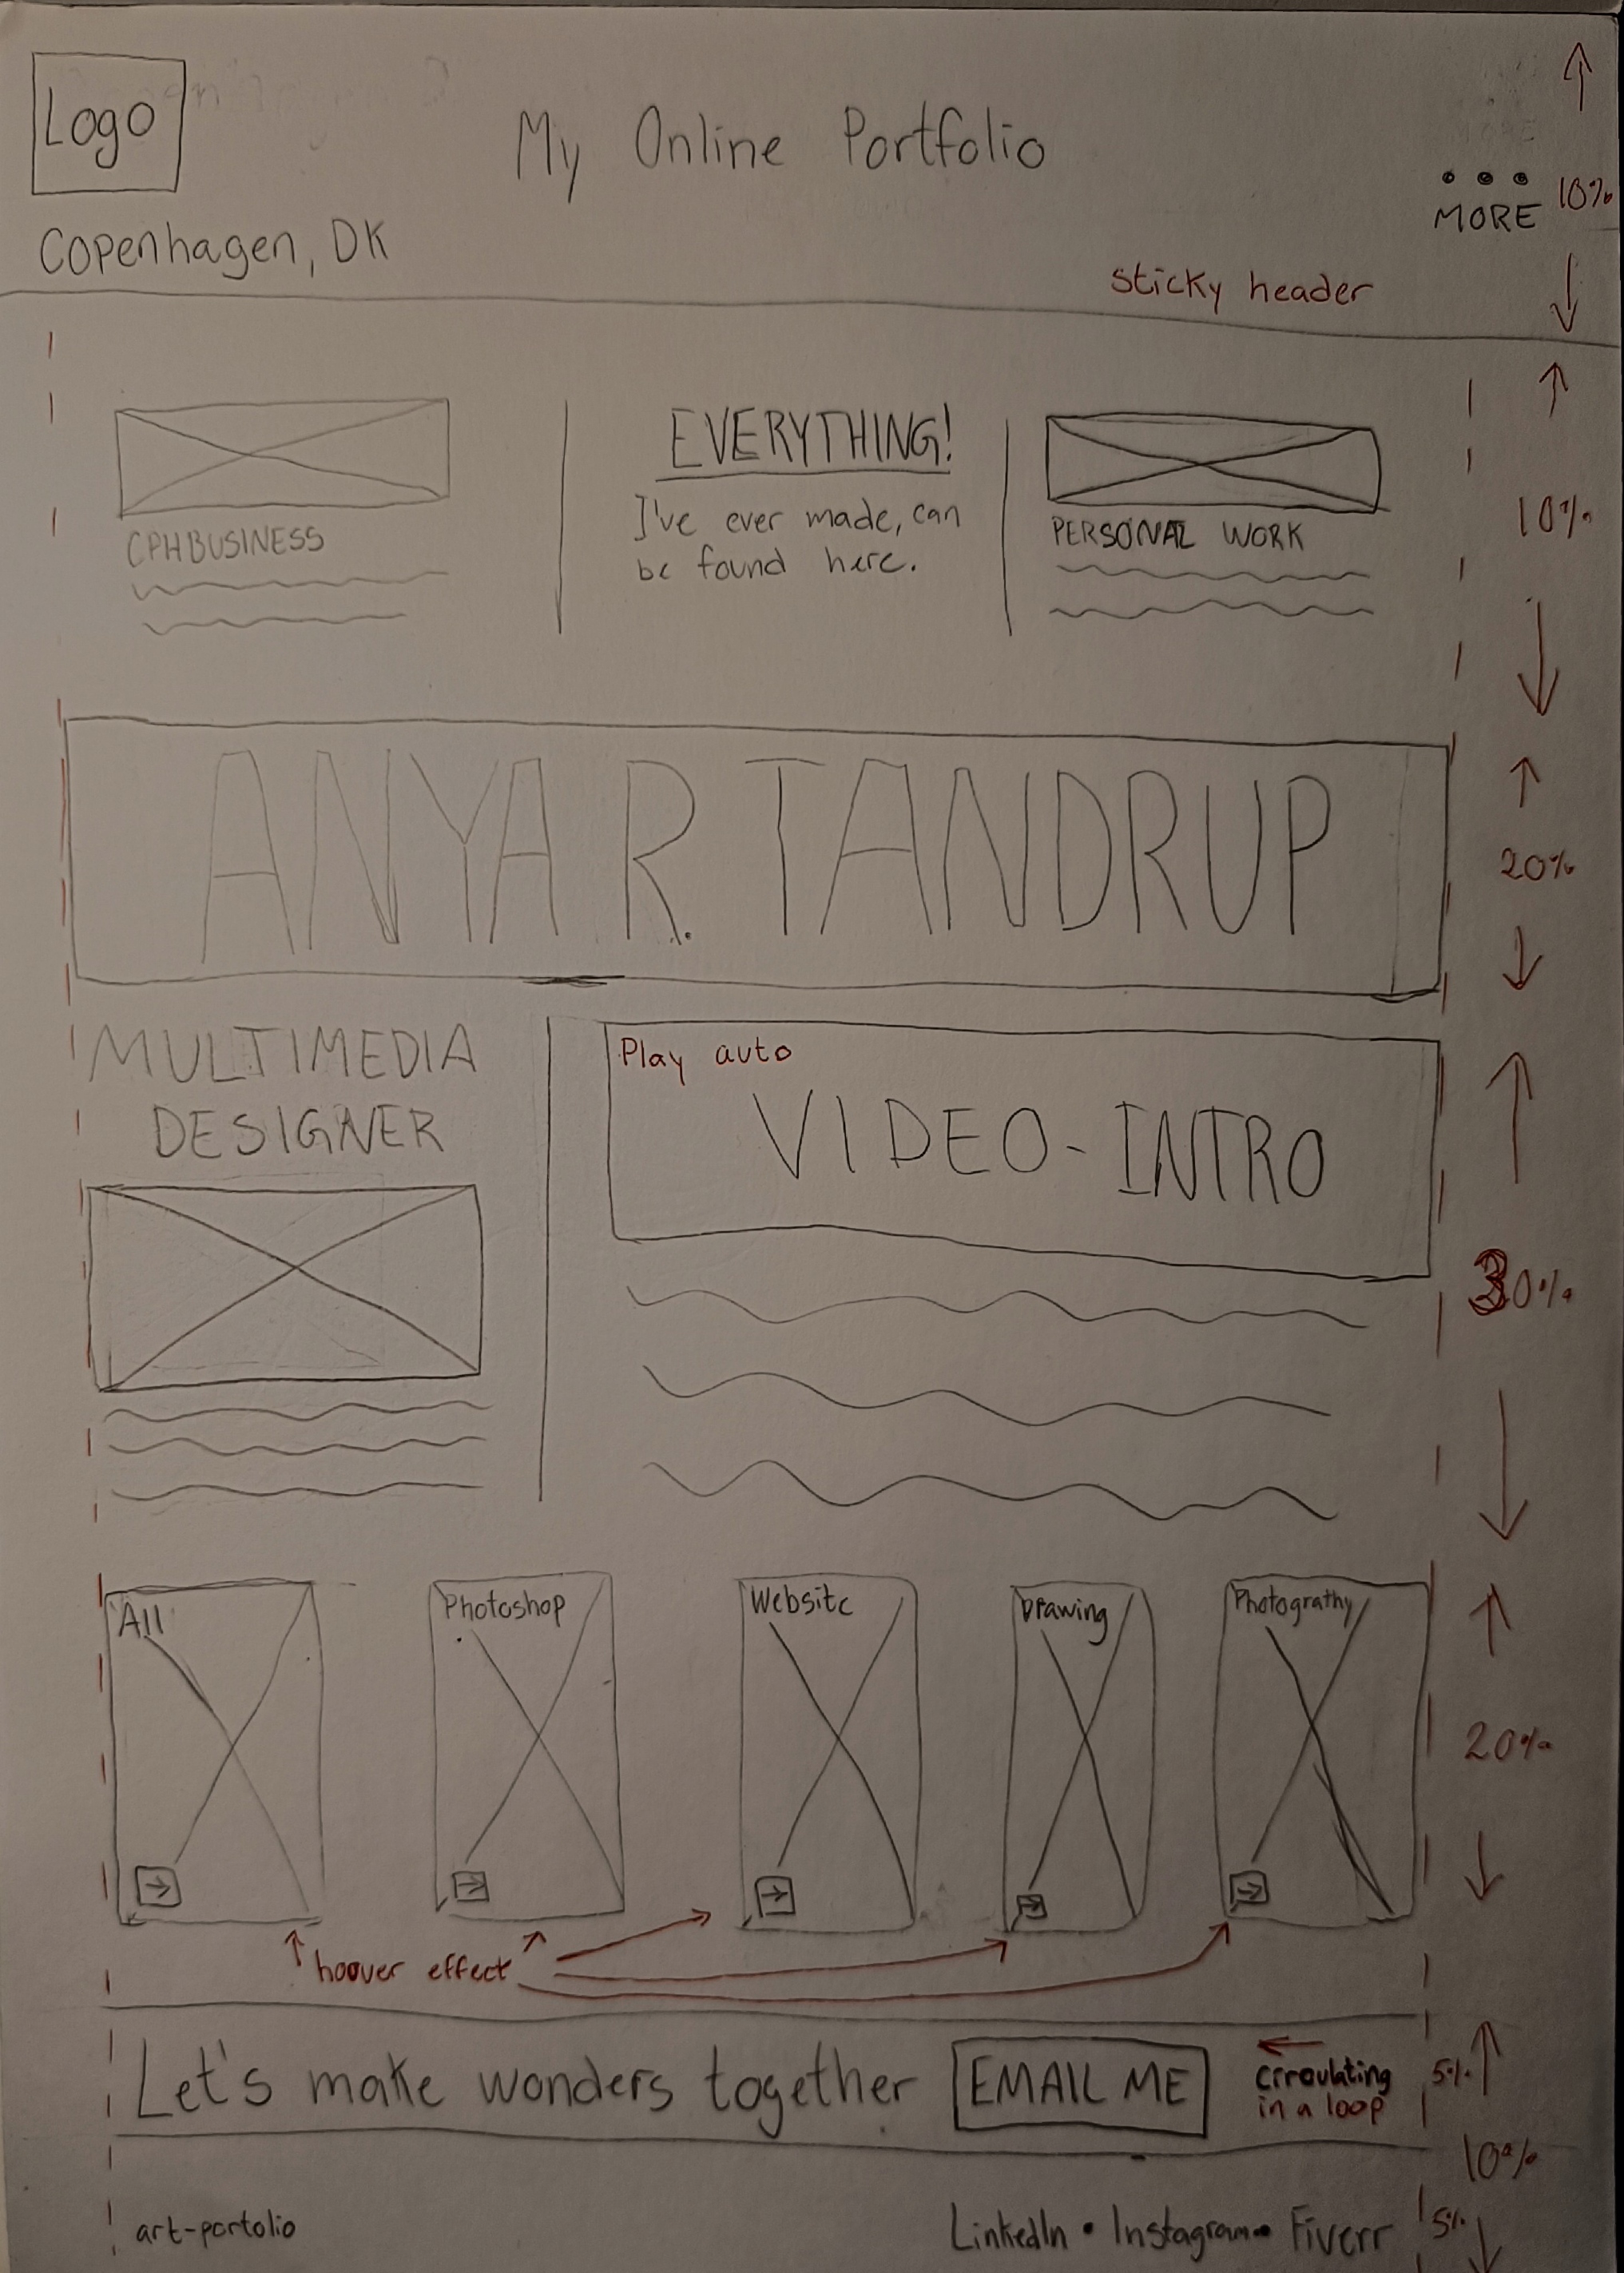 Logo
My Online Portfolio
MORE
10%
Copenhagen, DK
sticky header
CPHBUSINESS
EVERYTHING!
I've ever made, can
be found here.
PERSONAL WORK
10%
ANYA R. TANDRUP
20%
MULTIMEDIA
DESIGNER
Play auto
VIDEO-INTRO
30%
All
Photoshop
Website
Drawing
Photograthy
20%
hoover effect
Let's make wonders together
EMAIL ME
circulating
in a loop
5%
10%
art-portolio
LinkedIn • Instagram • Fiverr
5%